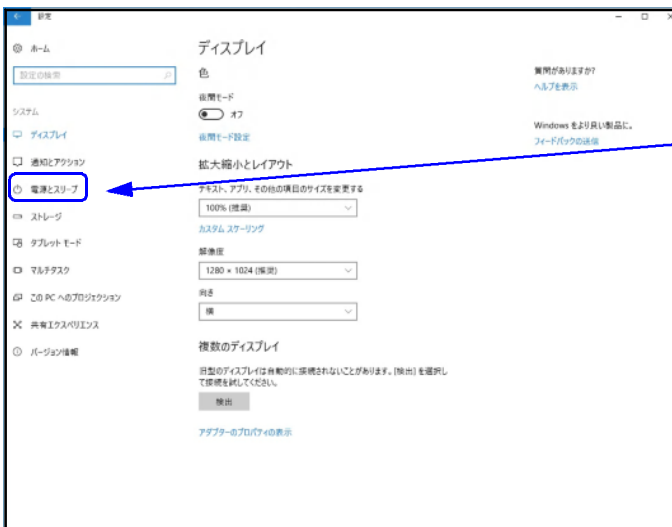 設定
ホーム
設定の検索
システム
ディスプレイ
通知とアクション
電源とスリープ
ストレージ
タブレット モード
マルチタスク
この PC へのプロジェクション
共有エクスペリエンス
バージョン情報
ディスプレイ
色
夜間モード
オフ
夜間モード設定
拡大縮小とレイアウト
テキスト、アプリ、その他の項目のサイズを変更する
100% (推奨)
カスタム スケーリング
解像度
1280 × 1024 (推奨)
向き
横
複数のディスプレイ
旧型のディスプレイは自動的に接続されないことがあります。[検出] を選択し
て接続を試してください。
検出
アダプターのプロパティの表示
質問がありますか?
ヘルプを表示
Windows をより良い製品に。
フィードバックの送信